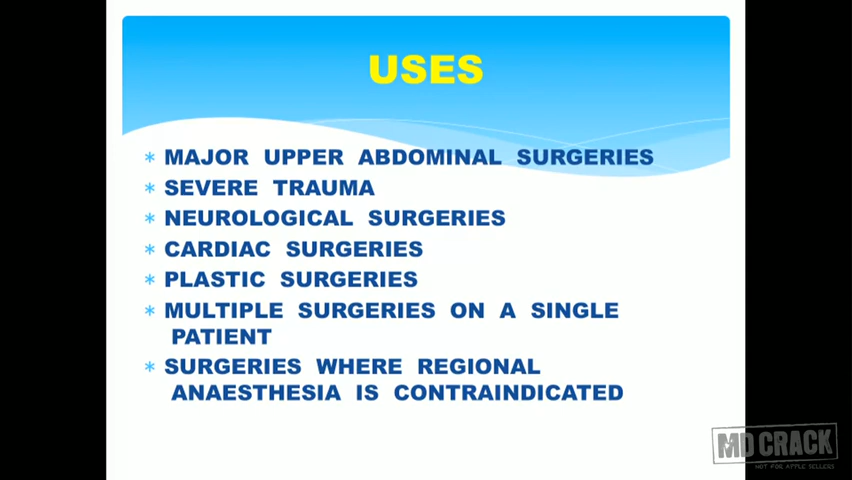 USES
* MAJOR UPPER ABDOMINAL SURGERIES
* SEVERE TRAUMA
* NEUROLOGICAL SURGERIES
* CARDIAC SURGERIES
* PLASTIC SURGERIES
* MULTIPLE SURGERIES ON A SINGLE
PATIENT
* SURGERIES WHERE REGIONAL
ANAESTHESIA IS CONTRAINDICATED
MD CRACK
NOT FOR APPLE SELLERS